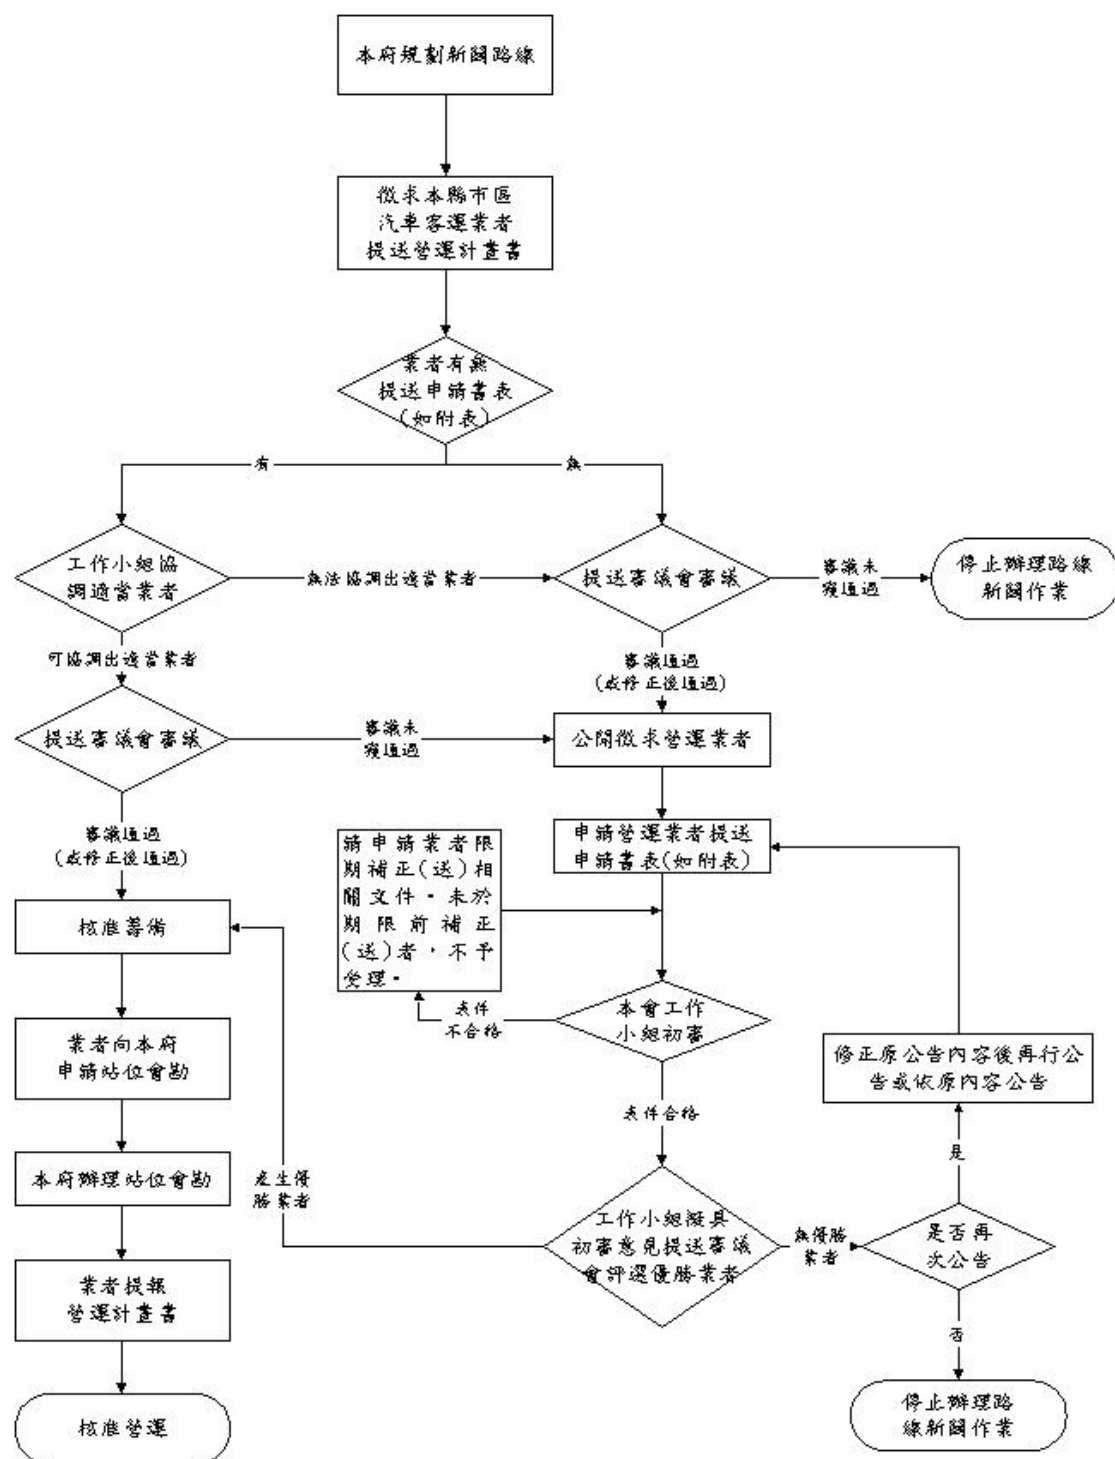 本府規劃新闢路線
徵求本縣市區
汽車客運業者
提送營運計畫書
業者有無
提送申請書表
(如附表)
有
無
工作小組協
調適當業者
無法協調出適當業者
提送審議會審議
審議未
獲通過
停止辦理路線
新闢作業
可協調出適當業者
審議通過
(或修正後通過)
提送審議會審議
審議未
獲通過
公開徵求營運業者
審議通過
(或修正後通過)
請申請業者限
期補正(送)相
關文件。未於
期限前補正
(送)者,不予
受理。
申請營運業者提送
申請書表(如附表)
核准籌備
表件
不合格
本會工作
小組初審
業者向本府
申請站位會勘
修正原公告內容後再行公
告或依原內容公告
表件合格
是
本府辦理站位會勘
產生優
勝業者
工作小組擬具
初審意見提送審議
會評選優勝業者
無優勝
業者
是否再
次公告
業者提報
營運計畫書
否
核准營運
停止辦理路
線新闢作業